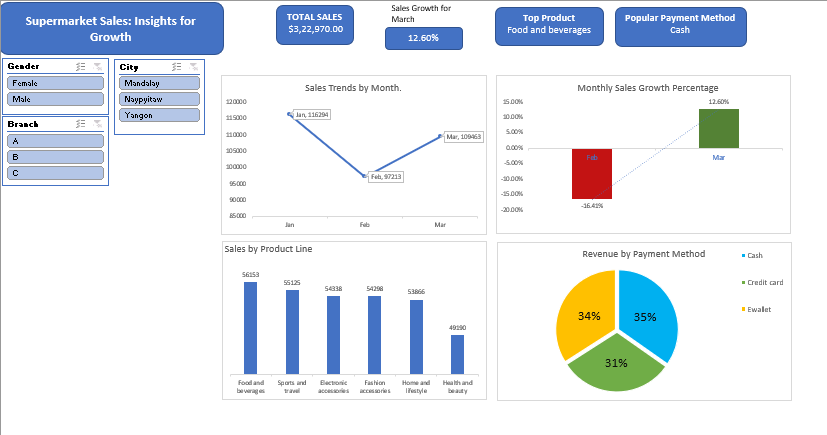 Supermarket Sales: Insights for
Growth
TOTAL SALES
$3,22,970.00
Sales Growth for
March
12.60%
Top Product
Food and beverages
Popular Payment Method
Cash
Gender
Female
Male
City
Mandalay
Naypyitaw
Yangon
Branch
A
B
C
Sales Trends by Month.
120000
115000
110000
105000
100000
95000
90000
85000
Jan, 116294
Feb, 97213
Mar, 109463
Jan
Feb
Mar
Monthly Sales Growth Percentage
15.00%
10.00%
5.00%
0.00%
-5.00%
-10.00%
-15.00%
-20.00%
12.60%
Feb
Mar
-16.41%
Sales by Product Line
56153
55125
54338
54298
53866
49190
Food and
beverages
Sports and
travel
Electronic
accessories
Fashion
accessories
Home and
lifestyle
Health and
beauty
Revenue by Payment Method
Cash
Credit card
Ewallet
34%
35%
31%